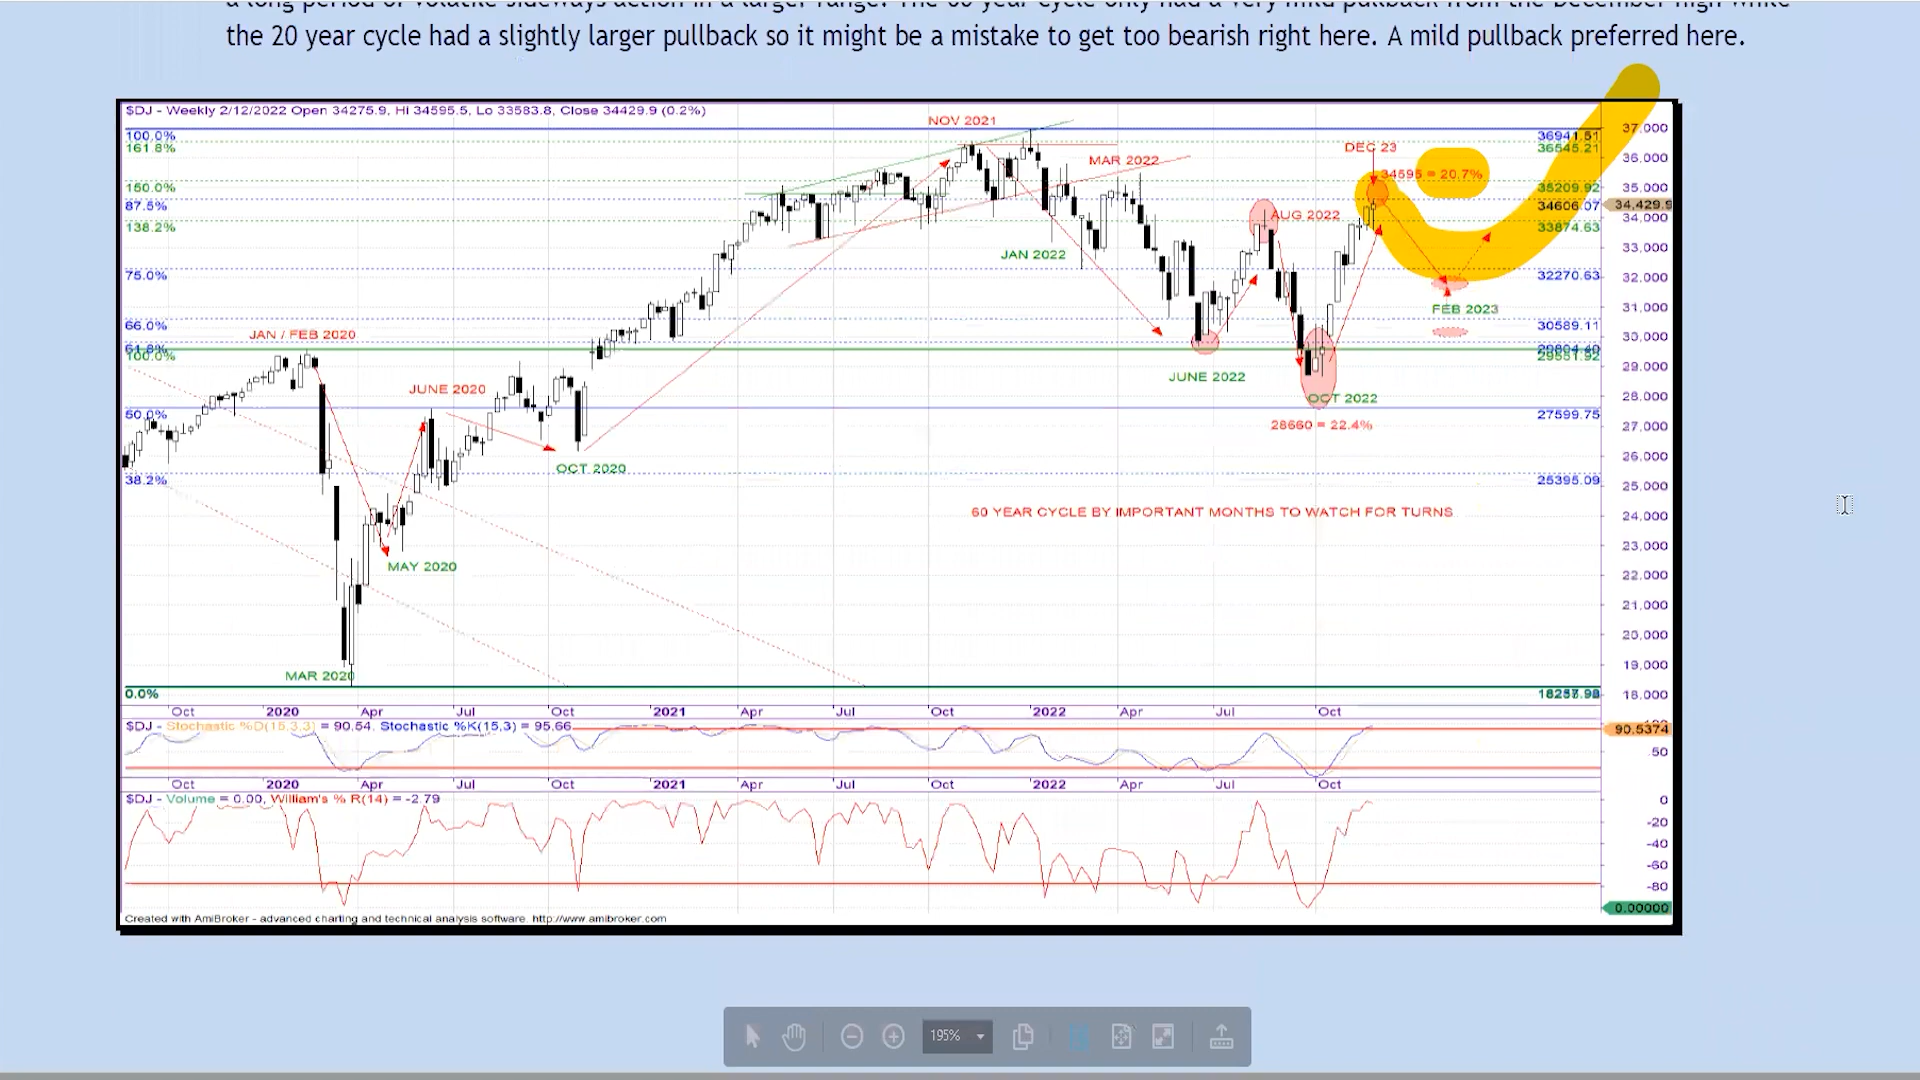 the 20 year cycle had a slightly larger pullback so it might be a mistake to get too bearish right here. A mild pullback preferred here.
$DJ - Weekly 2/12/2022 Open 34275.9, Hi 34595.5, Lo 33583.8, Close 34429.9 (0.2%)
NOV 2021
37,000
100.0%
36941.51
161.8%
36545.21
DEC 23
36,000
MAR 2022
34595 = 20.7%
150.0%
35209.92
35,000
87.5%
34606.07
34,429.9
AUG 2022
34,000
138.2%
33874.63
33,000
JAN 2022
75.0%
32270.63
32,000
FEB 2023
31,000
66.0%
30589.11
30,000
JAN / FEB 2020
61.8%
100.0%
29551.92
29,000
JUNE 2022
JUNE 2020
28,000
OCT 2022
50.0%
27599.75
27,000
28660 = 22.4%
26,000
OCT 2020
38.2%
25395.09
25,000
60 YEAR CYCLE BY IMPORTANT MONTHS TO WATCH FOR TURNS
24,000
23,000
MAY 2020
22,000
21,000
20,000
19,000
MAR 2020
0.0%
18,000
Oct 2020 Apr Jul Oct 2021 Apr Jul Oct 2022 Apr Jul Oct
$DJ - Stochastic %D(15,3,3) = 90.54, Stochastic %K(15,3) = 95.66
90.5374
50
Oct 2020 Apr Jul Oct 2021 Apr Jul Oct 2022 Apr Jul Oct
$DJ - Volume = 0.00, William's % R(14) = -2.79
0
-20
-40
-60
-80
0.00000
Created with AmiBroker - advanced charting and technical analysis software. http://www.amibroker.com
195%